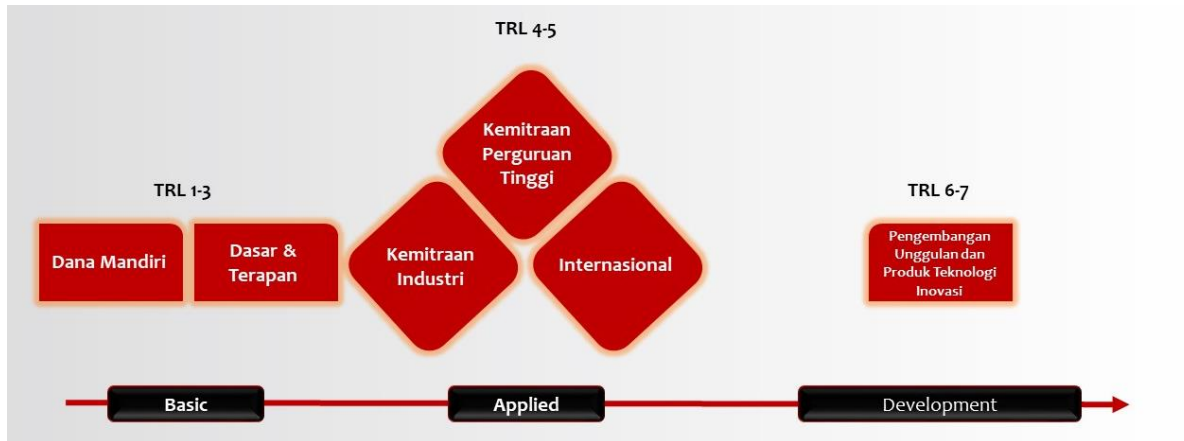 TRL 4-5
Kemitraan
Perguruan
Tinggi
TRL 1-3
TRL 6-7
Dana Mandiri
Dasar &
Terapan
Kemitraan
Industri
Internasional
Pengembangan
Unggulan dan
Produk Teknologi
Inovasi
Basic
Applied
Development